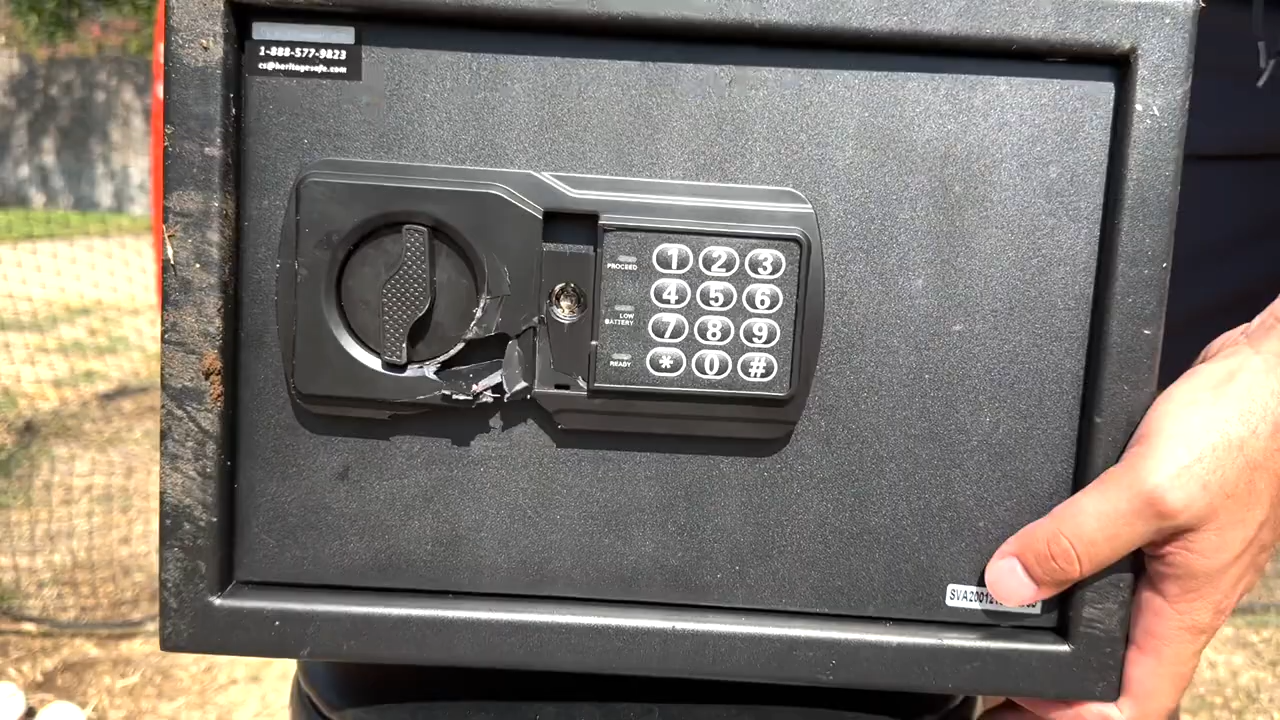 1-888-577-9823
cs@heritagesafe.com
PROCEED
1 2 3
LOW
BATTERY
4 5 6
7 8 9
READY
* 0 #